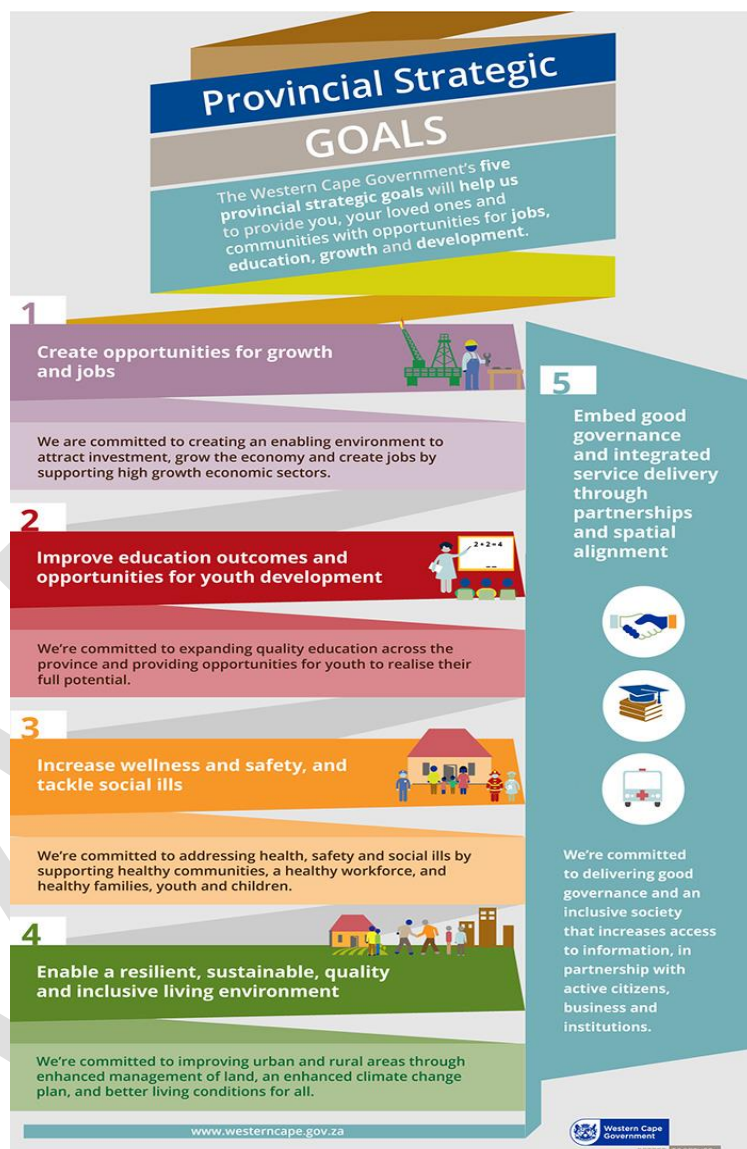 Provincial Strategic
GOALS
The Western Cape Government's five
provincial strategic goals will help us
to provide you, your loved ones and
communities with opportunities for jobs,
education, growth and development.
1
Create opportunities for growth
and jobs
We are committed to creating an enabling environment to
attract investment, grow the economy and create jobs by
supporting high growth economic sectors.
2
Improve education outcomes and
opportunities for youth development
2+2=4
We're committed to expanding quality education across the
province and providing opportunities for youth to realise their
full potential.
3
Increase wellness and safety, and
tackle social ills
We're committed to addressing health, safety and social ills by
supporting healthy communities, a healthy workforce, and
healthy families, youth and children.
4
Enable a resilient, sustainable, quality
and inclusive living environment
We're committed to improving urban and rural areas through
enhanced management of land, an enhanced climate change
plan, and better living conditions for all.
5
Embed good
governance
and integrated
service delivery
through
partnerships
and spatial
alignment
We're committed
to delivering good
governance and an
inclusive society
that increases access
to information, in
partnership with
active citizens,
business and
institutions.
www.westerncape.gov.za
Western Cape
Government